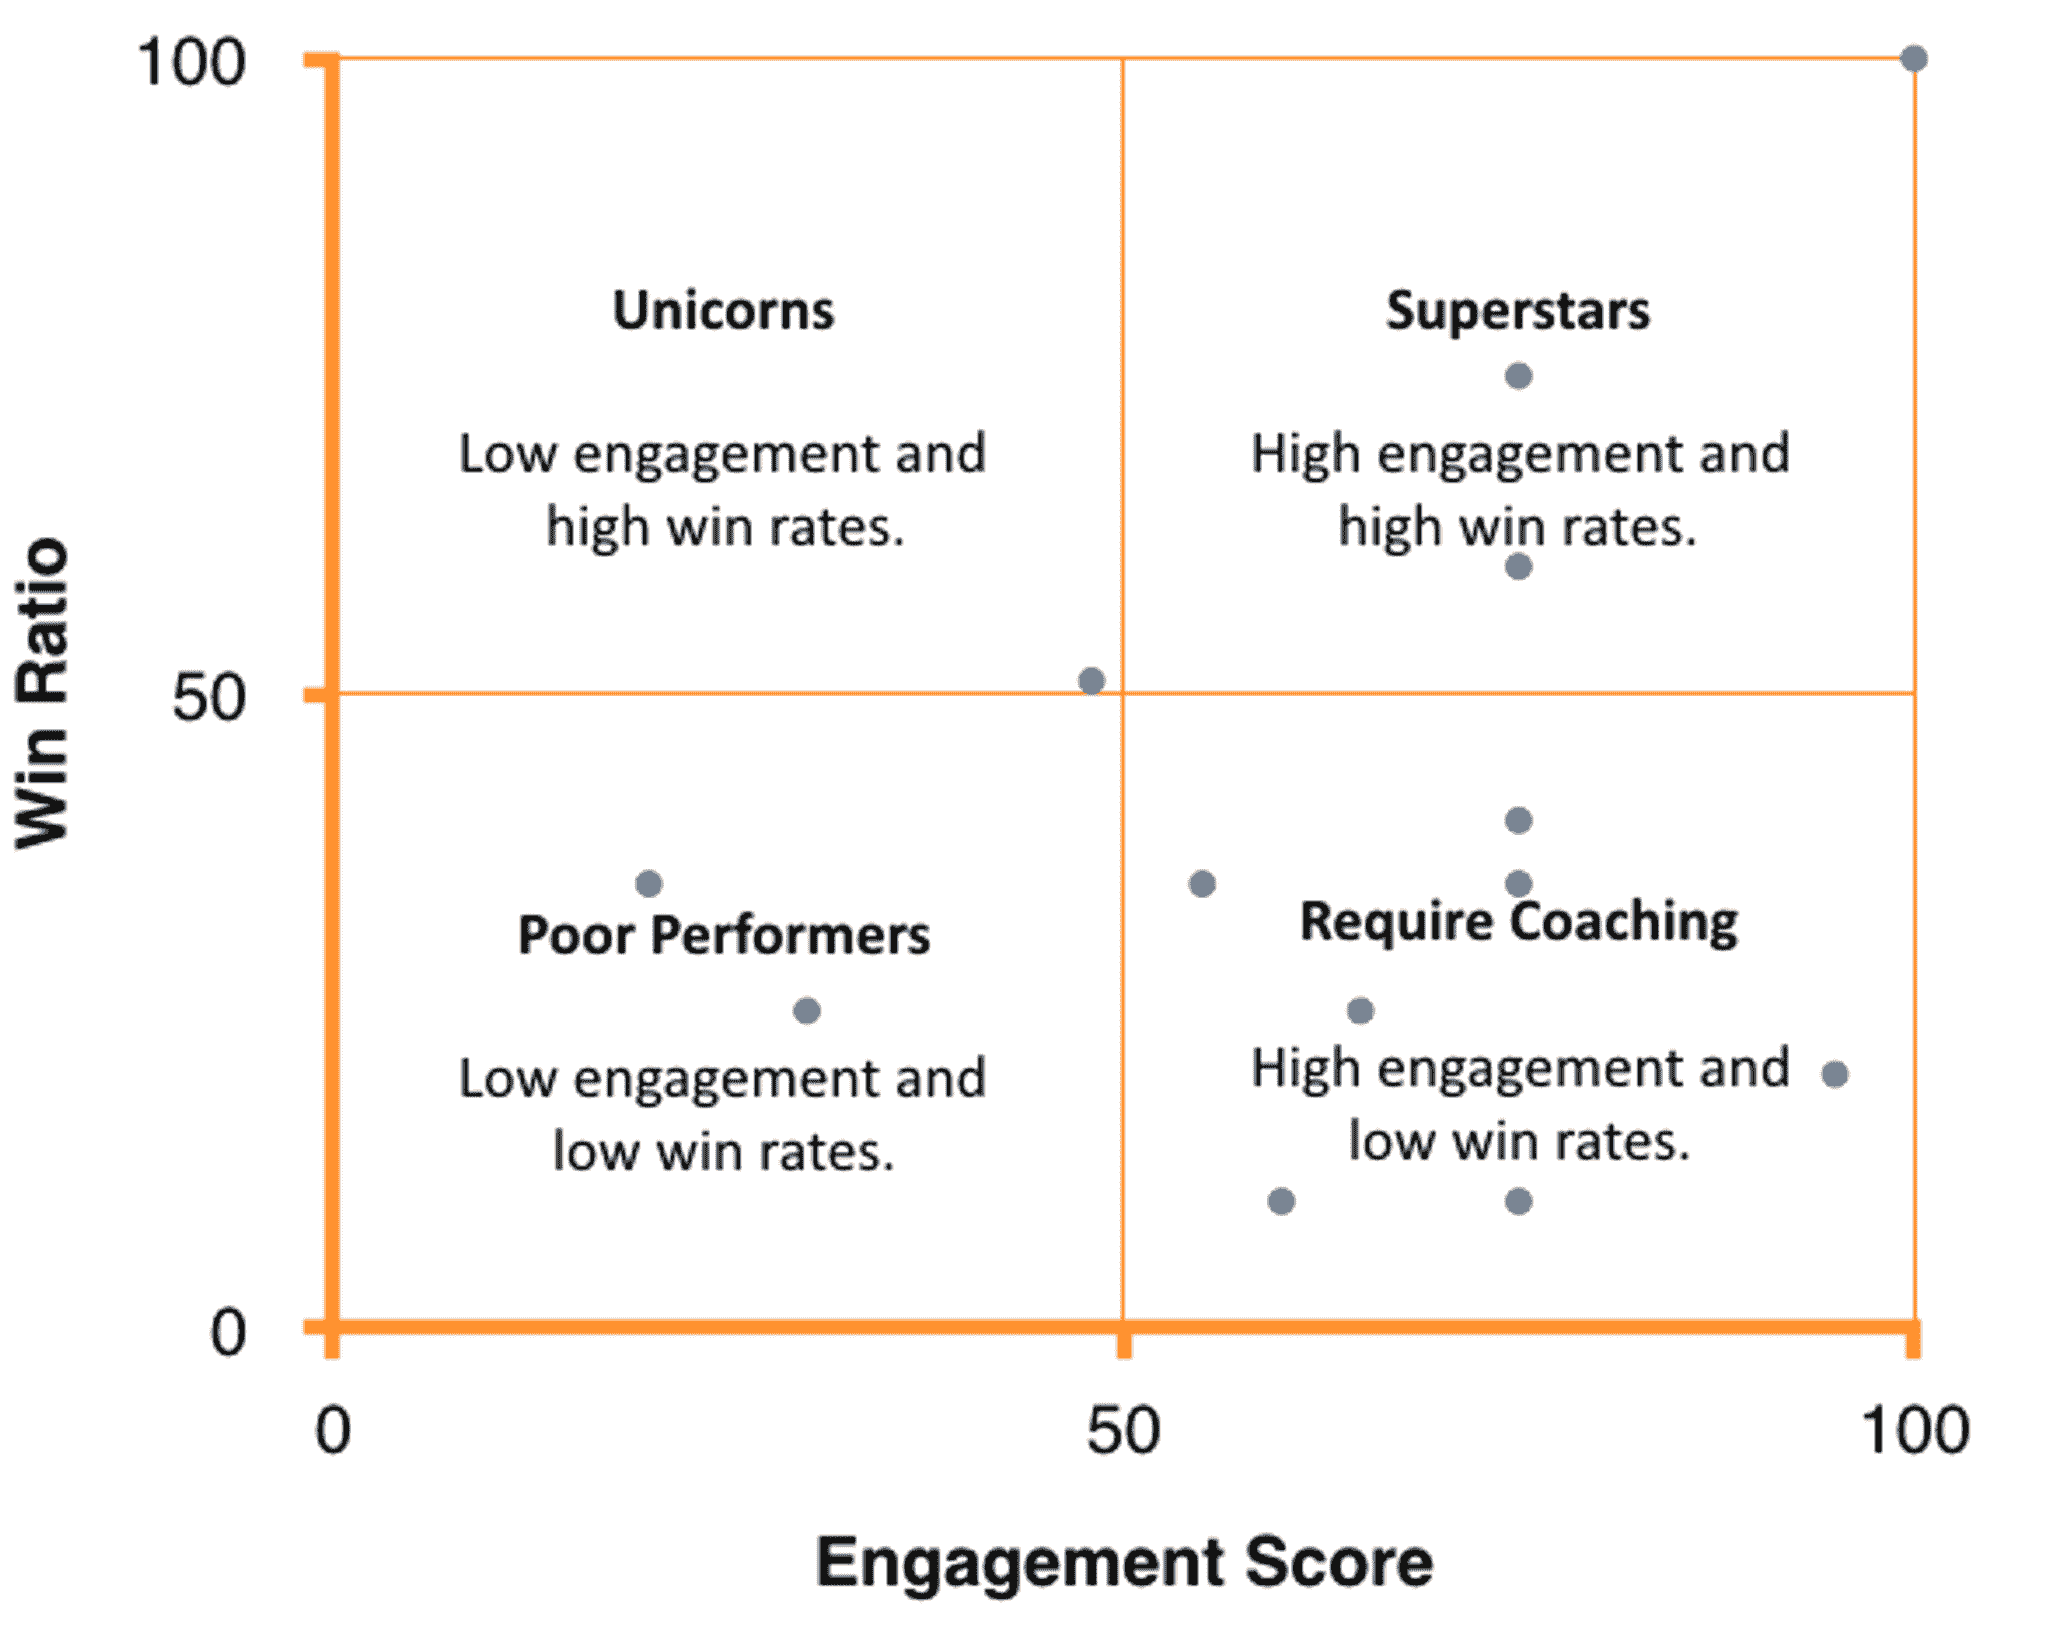 100
Unicorns
Low engagement and
high win rates.
Superstars
High engagement and
high win rates.
Win Ratio
50
Poor Performers
Low engagement and
low win rates.
Require Coaching
High engagement and
low win rates.
0
0
50
100
Engagement Score